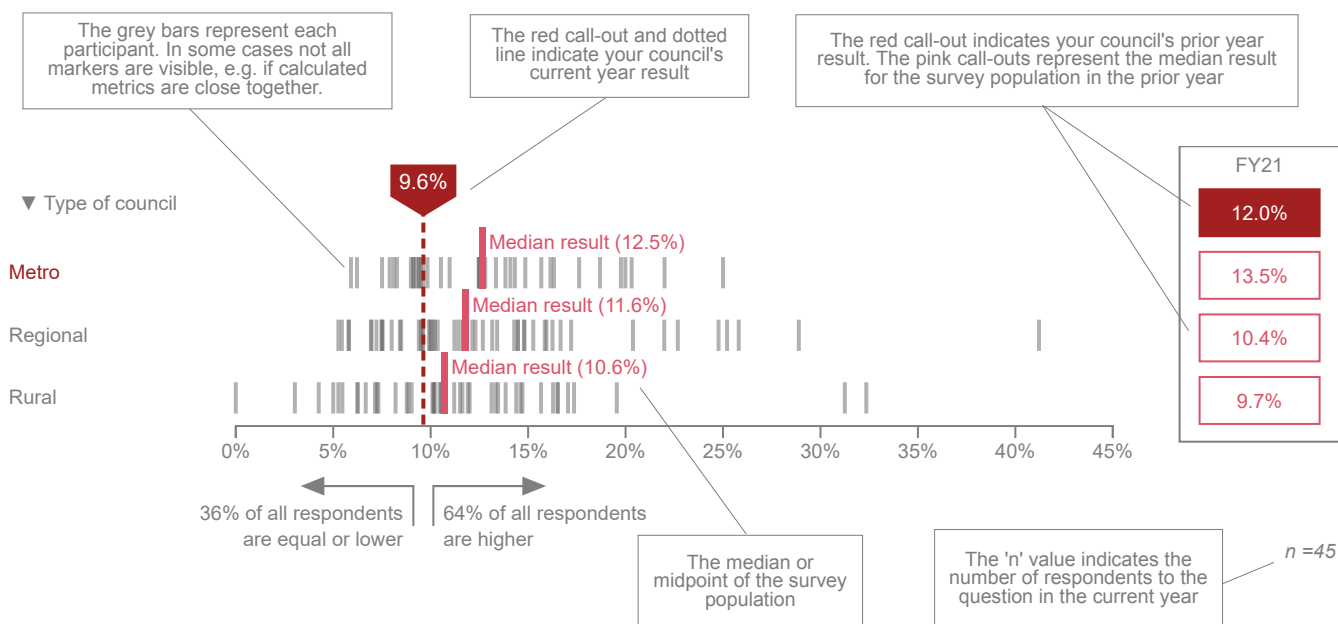 The grey bars represent each
participant. In some cases not all
markers are visible, e.g. if calculated
metrics are close together.
The red call-out and dotted
line indicate your council's
current year result
The red call-out indicates your council's prior year
result. The pink call-outs represent the median result
for the survey population in the prior year
FY21
9.6%
12.0%
▼ Type of council
Median result (12.5%)
Metro
13.5%
Median result (11.6%)
Regional
10.4%
Median result (10.6%)
Rural
9.7%
0% 5% 10% 15% 20% 25% 30% 35% 40% 45%
36% of all respondents
are equal or lower
64% of all respondents
are higher
The median or
midpoint of the survey
population
The 'n' value indicates the
number of respondents to the
question in the current year
n =45